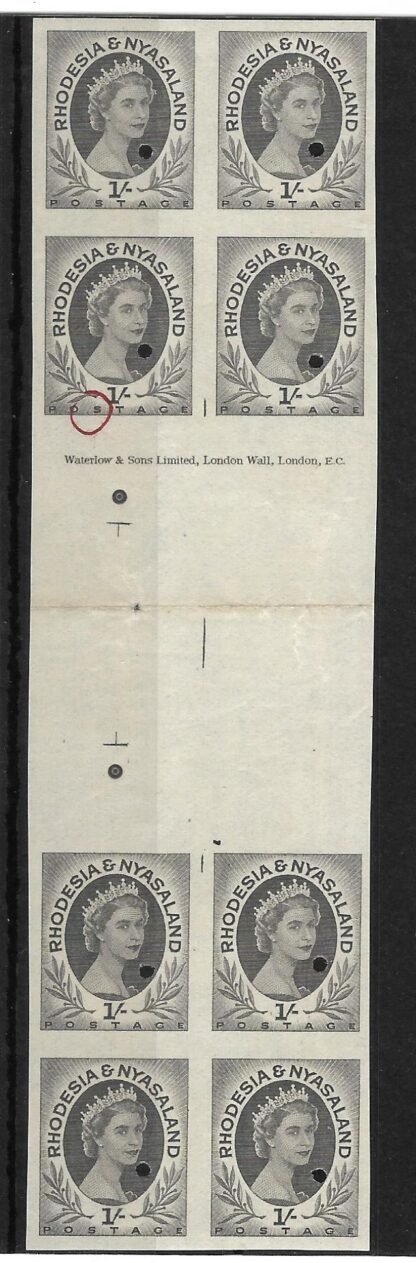 RHODESIA & NYASALAND RHODESIA & NYASALAND
1/- 1/-
POSTAGE POSTAGE
RHODESIA & NYASALAND RHODESIA & NYASALAND
1/- 1/-
POSTAGE POSTAGE
Waterlow & Sons Limited, London Wall, London, E.C.
RHODESIA & NYASALAND RHODESIA & NYASALAND
1/- 1/-
POSTAGE POSTAGE
RHODESIA & NYASALAND RHODESIA & NYASALAND
1/- 1/-
POSTAGE POSTAGE